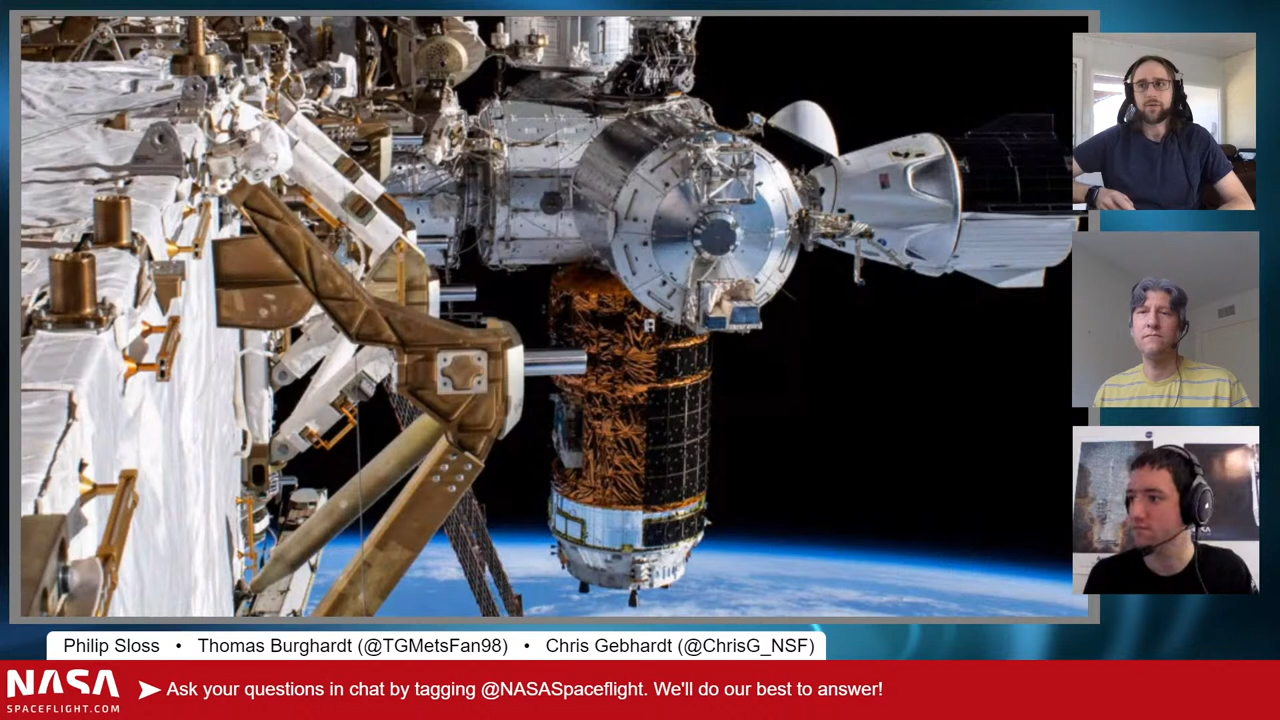 Philip Sloss • Thomas Burghardt (@TGMetsFan98) • Chris Gebhardt (@ChrisG_NSF)
NASA
SPACEFLIGHT.COM
Ask your questions in chat by tagging @NASASpaceflight. We'll do our best to answer!